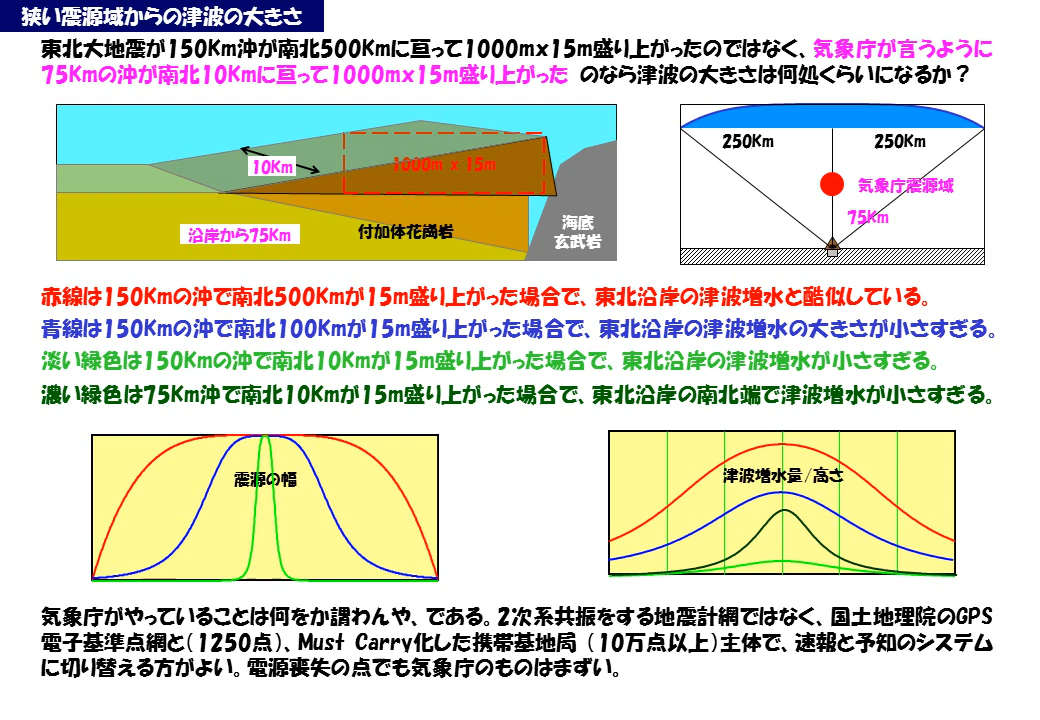 狭い震源域からの津波の大きさ
東北大地震が150Km沖が南北500Kmに亘って1000mx15m盛り上がったのではなく、気象庁が言うように
75Kmの沖が南北10Kmに亘って1000mx15m盛り上がった のなら津波の大きさは何処くらいになるか？
10Km
1000m x 15m
沿岸から75Km
付加体花崗岩
海底
玄武岩
250Km
250Km
気象庁震源域
75Km
赤線は150Kmの沖で南北500Kmが15m盛り上がった場合で、東北沿岸の津波増水と酷似している。
青線は150Kmの沖で南北100Kmが15m盛り上がった場合で、東北沿岸の津波増水の大きさが小さすぎる。
淡い緑色は150Kmの沖で南北10Kmが15m盛り上がった場合で、東北沿岸の津波増水が小さすぎる。
濃い緑色は75Km沖で南北10Kmが15m盛り上がった場合で、東北沿岸の南北端で津波増水が小さすぎる。
震源の幅
津波増水量/高さ
気象庁がやっていることは何をか謂わんや、である。2次系共振をする地震計網ではなく、国土地理院のGPS
電子基準点網と(1250点)、Must Carry化した携帯基地局 (10万点以上)主体で、速報と予知のシステム
に切り替える方がよい。電源喪失の点でも気象庁のものはまずい。